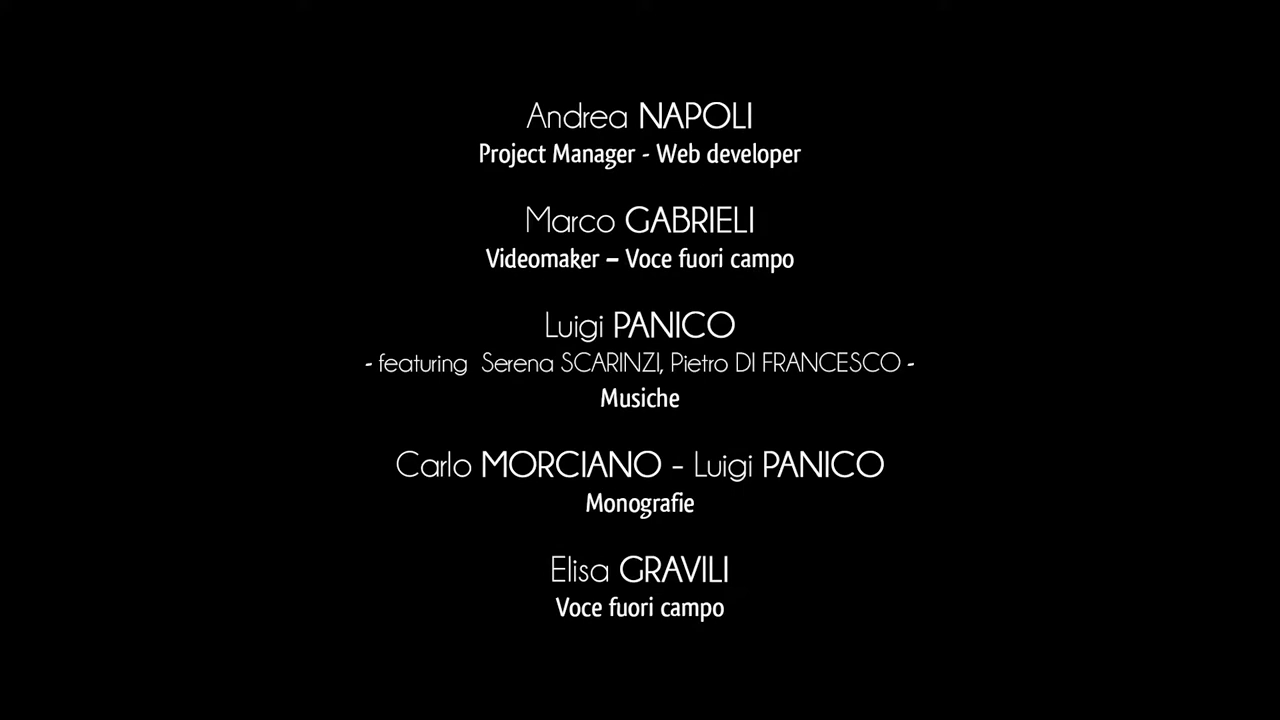 Andrea NAPOLI
Project Manager - Web developer
Marco GABRIELI
Videomaker – Voce fuori campo
Luigi PANICO
- featuring Serena SCARINZI, Pietro DI FRANCESCO -
Musiche
Carlo MORCIANO - Luigi PANICO
Monografie
Elisa GRAVILI
Voce fuori campo